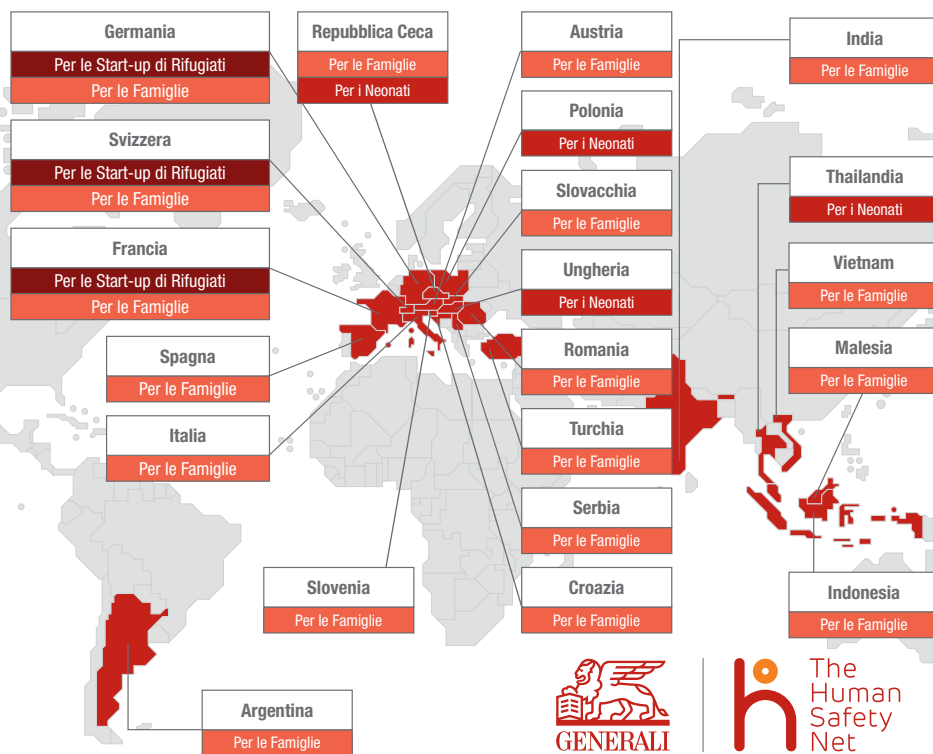 Germania
Per le Start-up di Rifugiati
Per le Famiglie
Repubblica Ceca
Per le Famiglie
Per i Neonati
Austria
Per le Famiglie
India
Per le Famiglie
Svizzera
Per le Start-up di Rifugiati
Per le Famiglie
Polonia
Per i Neonati
Slovacchia
Per le Famiglie
Thailandia
Per i Neonati
Francia
Per le Start-up di Rifugiati
Per le Famiglie
Ungheria
Per i Neonati
Vietnam
Per le Famiglie
Spagna
Per le Famiglie
Romania
Per le Famiglie
Malesia
Per le Famiglie
Italia
Per le Famiglie
Turchia
Per le Famiglie
Serbia
Per le Famiglie
Slovenia
Per le Famiglie
Croazia
Per le Famiglie
Indonesia
Per le Famiglie
Argentina
Per le Famiglie
GENERALI
The
Human
Safety
Net